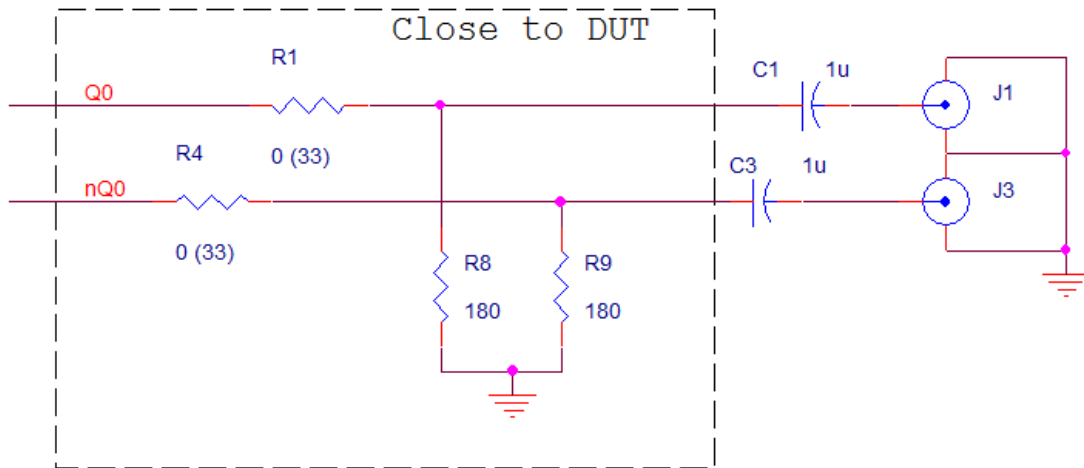 Close to DUT
R1
C1
1u
Q0
J1
0 (33)
R4
C3
1u
nQ0
J3
0 (33)
R8
R9
180
180